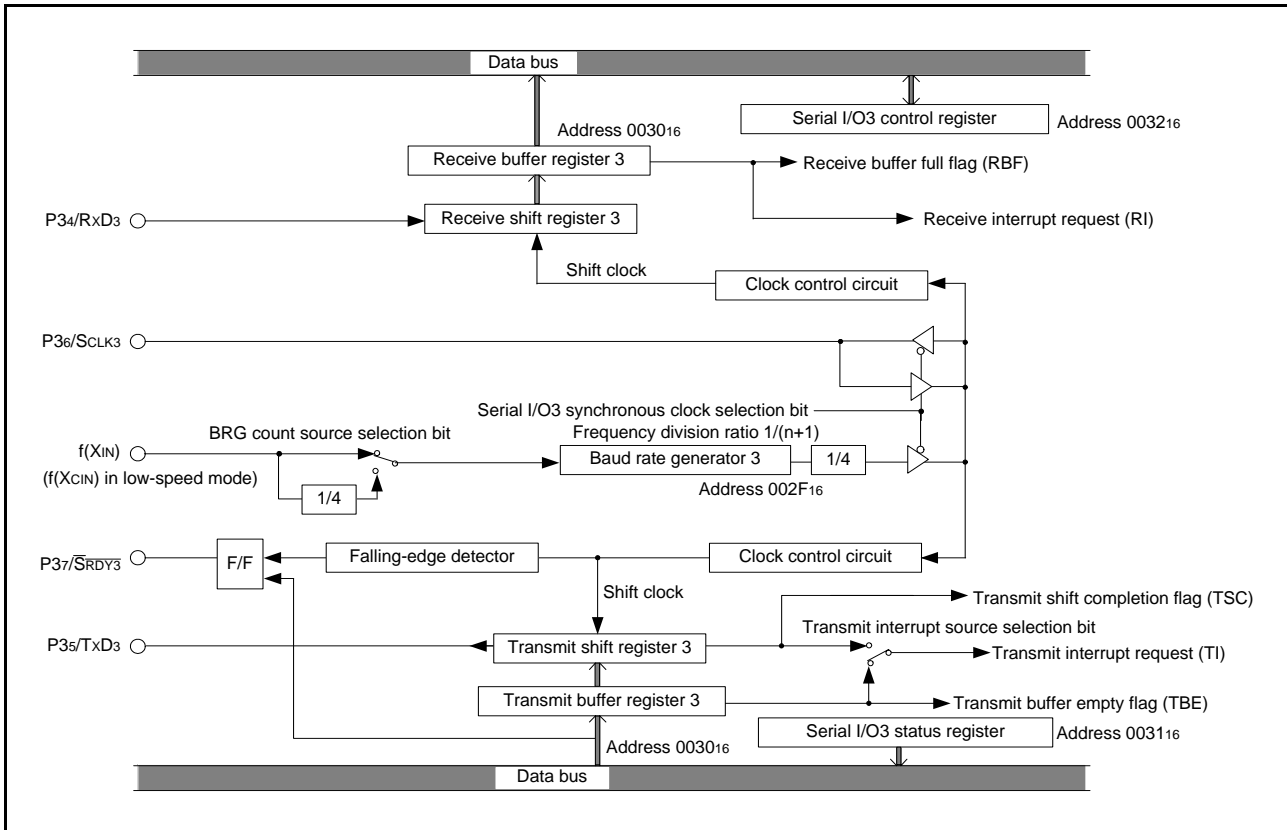 Data bus
Serial I/O3 control register
Address 0032₁₆
Address 0030₁₆
Receive buffer register 3
Receive buffer full flag (RBF)
P3₄/RxD₃
Receive shift register 3
Receive interrupt request (RI)
Shift clock
Clock control circuit
P3₆/SCLK3
Serial I/O3 synchronous clock selection bit
BRG count source selection bit
Frequency division ratio 1/(n+1)
f(XIN)
Baud rate generator 3
1/4
(f(XCIN) in low-speed mode)
1/4
Address 002F₁₆
P3₇/S̅R̅D̅Y̅3̅
F/F
Falling-edge detector
Clock control circuit
Shift clock
Transmit shift completion flag (TSC)
Transmit interrupt source selection bit
P3₅/TxD₃
Transmit shift register 3
Transmit interrupt request (TI)
Transmit buffer register 3
Transmit buffer empty flag (TBE)
Serial I/O3 status register
Address 0031₁₆
Address 0030₁₆
Data bus